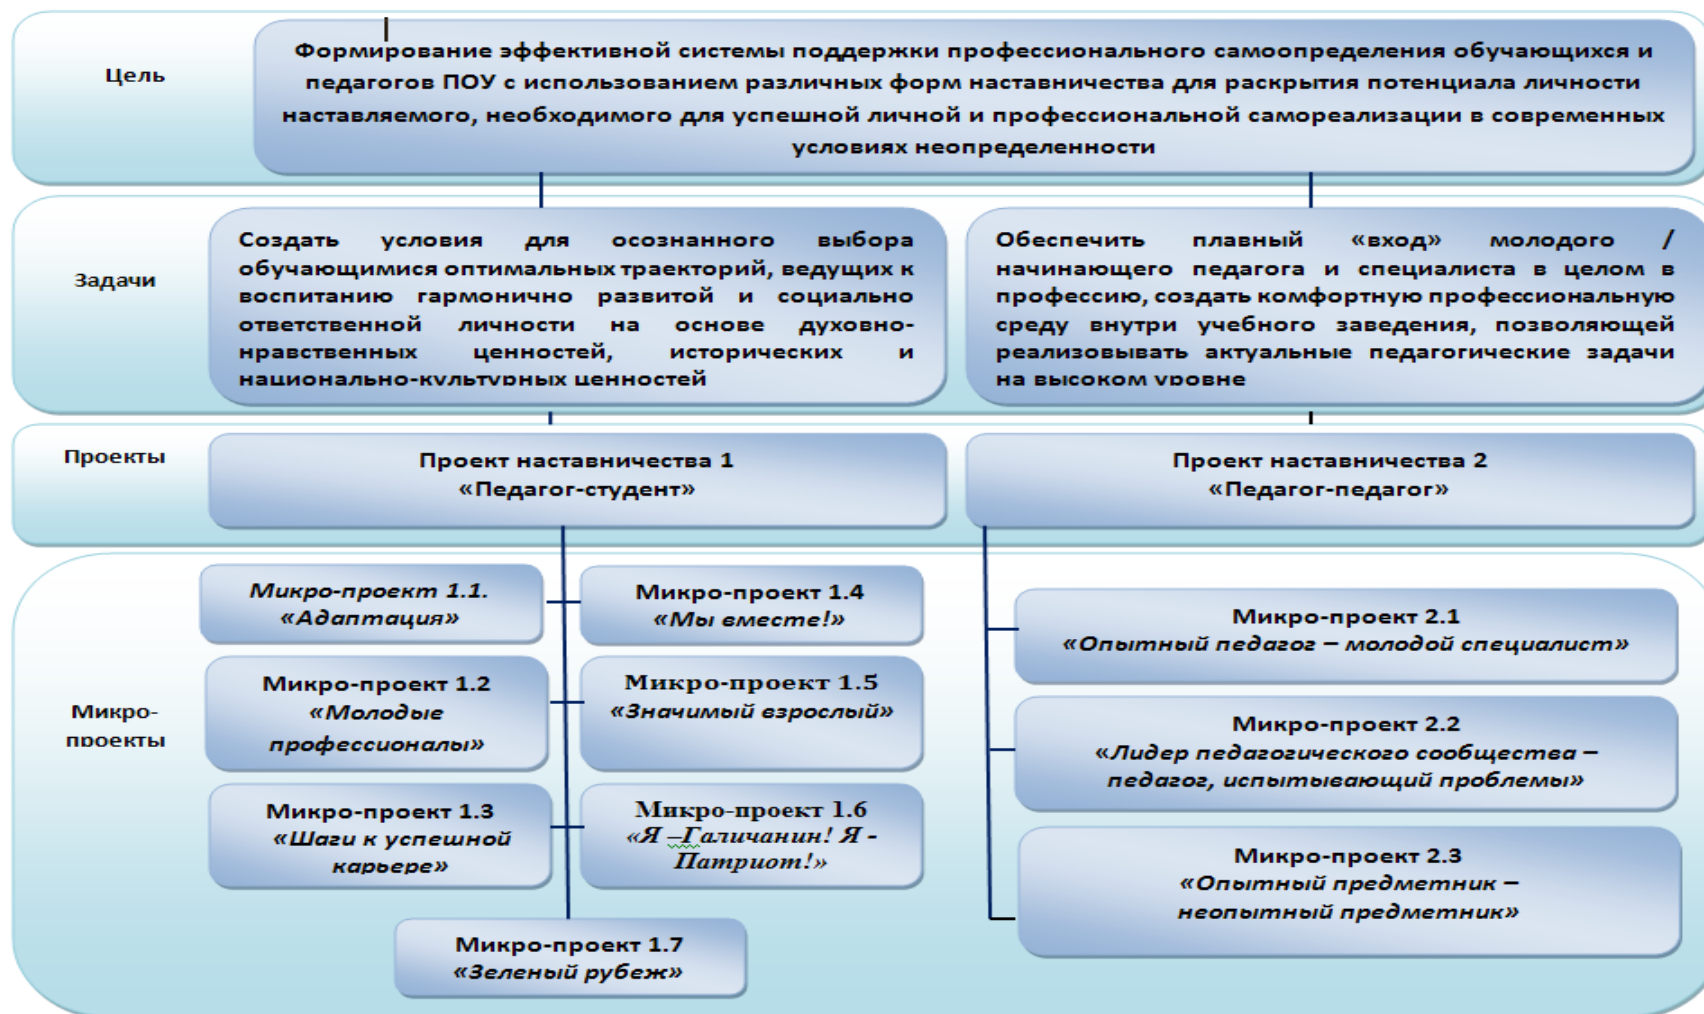 Цель
Формирование эффективной системы поддержки профессионального самоопределения обучающихся и
педагогов ПОУ с использованием различных форм наставничества для раскрытия потенциала личности
наставляемого, необходимого для успешной личной и профессиональной самореализации в современных
условиях неопределенности
Задачи
Создать условия для осознанного выбора
обучающимися оптимальных траекторий, ведущих к
воспитанию гармонично развитой и социально
ответственной личности на основе духовно-
нравственных ценностей, исторических и
национально-культурных ценностей
Обеспечить плавный «вход» молодого /
начинающего педагога и специалиста в целом в
профессию, создать комфортную профессиональную
среду внутри учебного заведения, позволяющей
реализовывать актуальные педагогические задачи
на высоком уровне
Проекты
Проект наставничества 1
«Педагог-студент»
Проект наставничества 2
«Педагог-педагог»
Микро-
проекты
Микро-проект 1.1.
«Адаптация»
Микро-проект 1.4
«Мы вместе!»
Микро-проект 1.2
«Молодые
профессионалы»
Микро-проект 1.5
«Значимый взрослый»
Микро-проект 1.3
«Шаги к успешной
карьере»
Микро-проект 1.6
«Я –Галичанин! Я -
Патриот!»
Микро-проект 1.7
«Зеленый рубеж»
Микро-проект 2.1
«Опытный педагог – молодой специалист»
Микро-проект 2.2
«Лидер педагогического сообщества –
педагог, испытывающий проблемы»
Микро-проект 2.3
«Опытный предметник –
неопытный предметник»